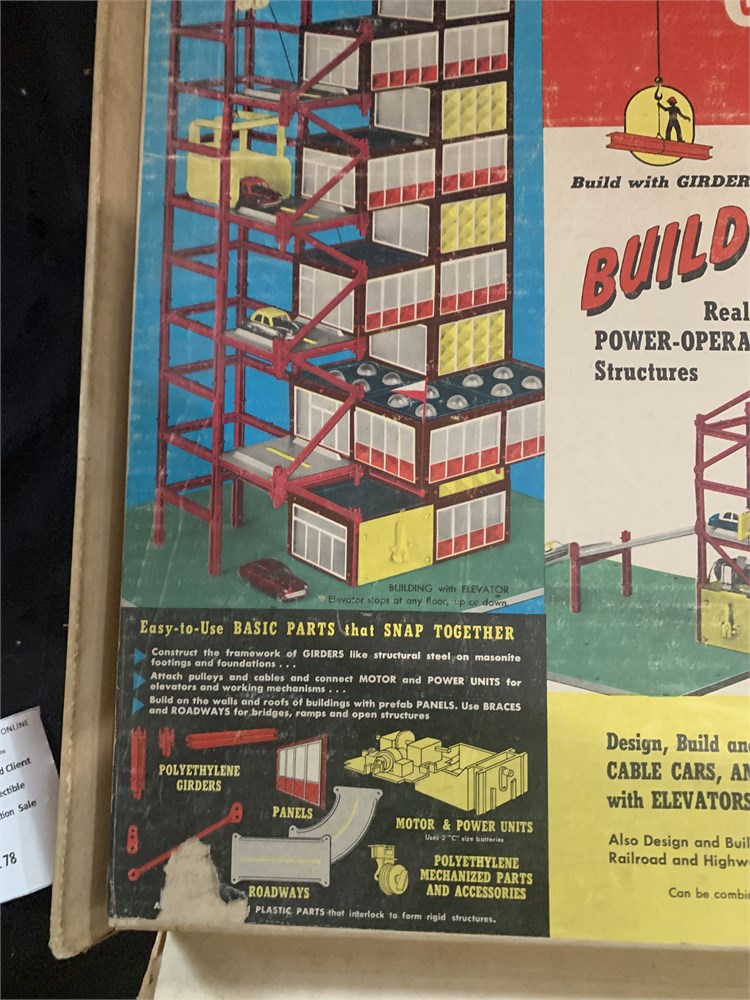 Build with GIRDER
BUILD
Real
POWER-OPERA
Structures
BUILDING with ELEVATOR
Elevator stops at any floor, up or down.
Easy-to-Use BASIC PARTS that SNAP TOGETHER
Construct the framework of GIRDERS like structural steel on masonite
footings and foundations . . .
Attach pulleys and cables and connect MOTOR and POWER UNITS for
elevators and working mechanisms . . .
Build on the walls and roofs of buildings with prefab PANELS. Use BRACES
and ROADWAYS for bridges, ramps and open structures
POLYETHYLENE
GIRDERS
PANELS
MOTOR & POWER UNITS
Uses 2 "C" size batteries
ROADWAYS
POLYETHYLENE
MECHANIZED PARTS
AND ACCESSORIES
PLASTIC PARTS that interlock to form rigid structures.
Design, Build an
CABLE CARS, AN
with ELEVATORS
Also Design and Buil
Railroad and Highw
Can be combin
ONLINE
d Client
ectible
tion Sale
178